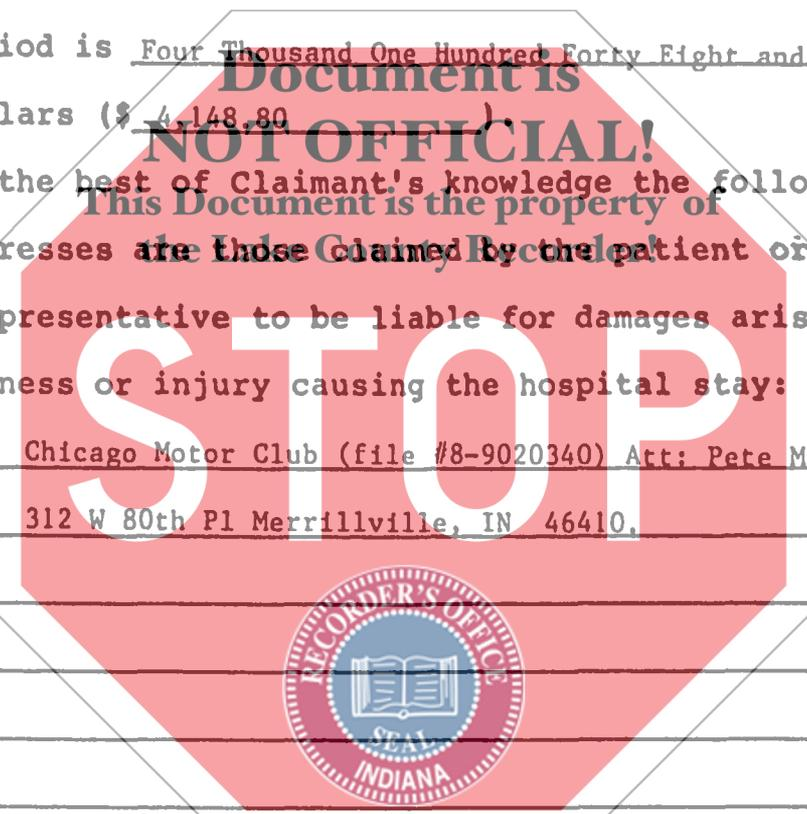 iod is Four Thousand One Hundred Forty Eight and
Document is
lars ($ 4,148.80 ).
NOT OFFICIAL!
the best of Claimant's knowledge the follo
This Document is the property of
resses are those claimed by the patient or
the Lake County Recorder!
presentative to be liable for damages aris
ness or injury causing the hospital stay:
STOP
Chicago Motor Club (file #8-9020340) Att: Pete M
312 W 80th Pl Merrillville, IN 46410.
RECORDER'S OFFICE
SEAL
INDIANA